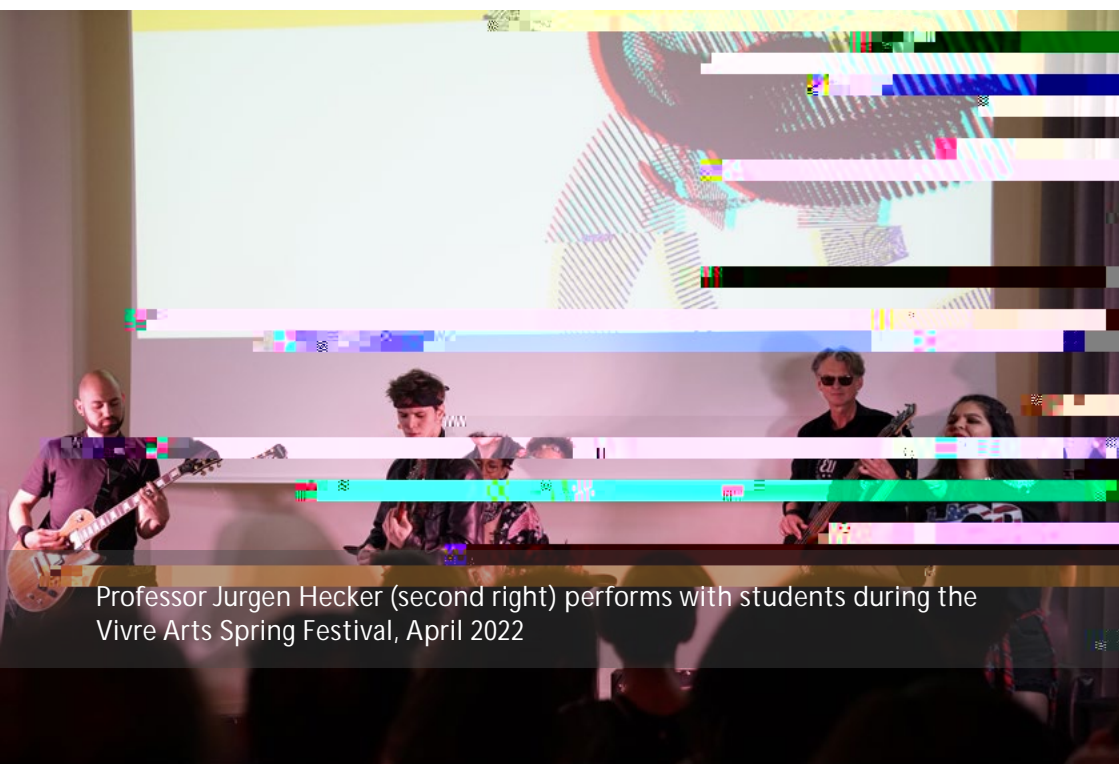 Professor Jurgen Hecker (second right) performs with students during the
Vivre Arts Spring Festival, April 2022